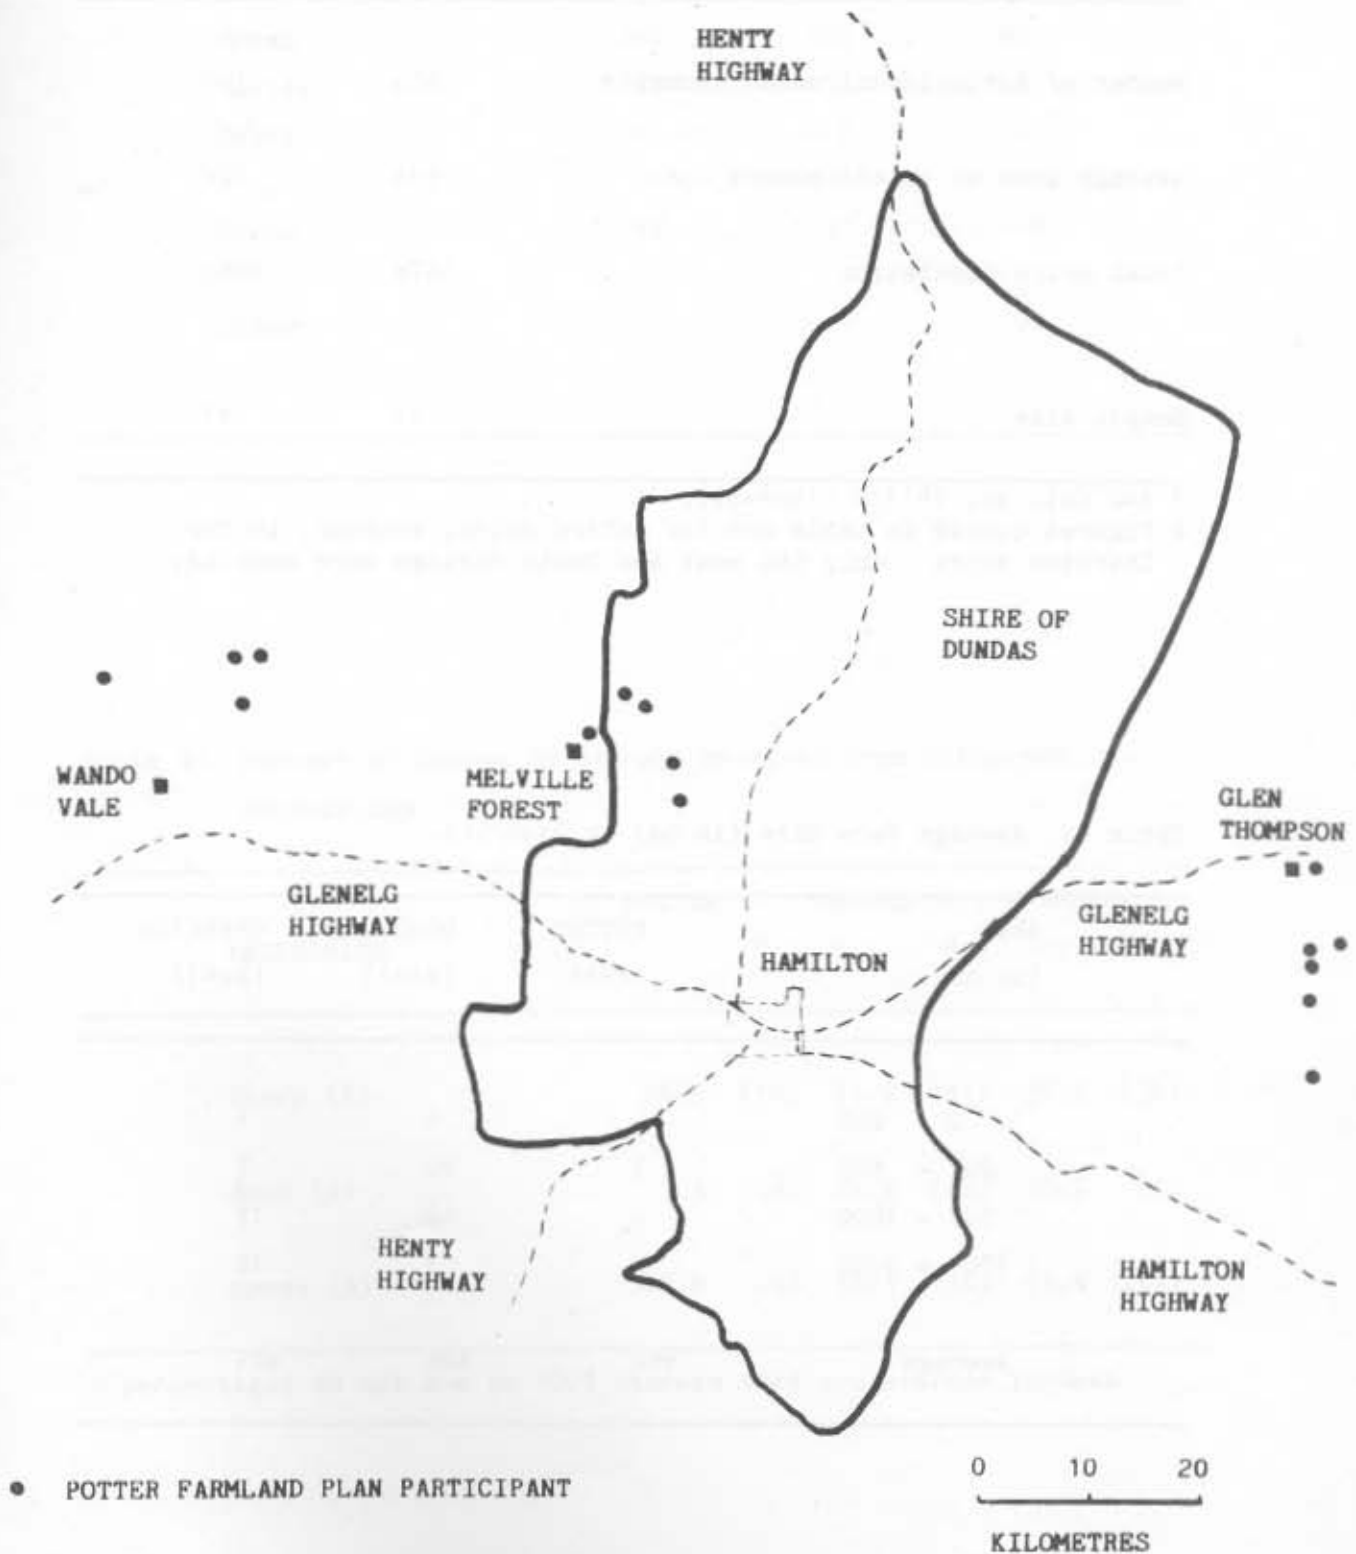 HENTY
HIGHWAY
SHIRE OF
DUNDAS
WANDO
VALE
MELVILLE
FOREST
GLEN
THOMPSON
GLENELG
HIGHWAY
GLENELG
HIGHWAY
HAMILTON
HENTY
HIGHWAY
HAMILTON
HIGHWAY
POTTER FARMLAND PLAN PARTICIPANT
0 10 20
KILOMETRES